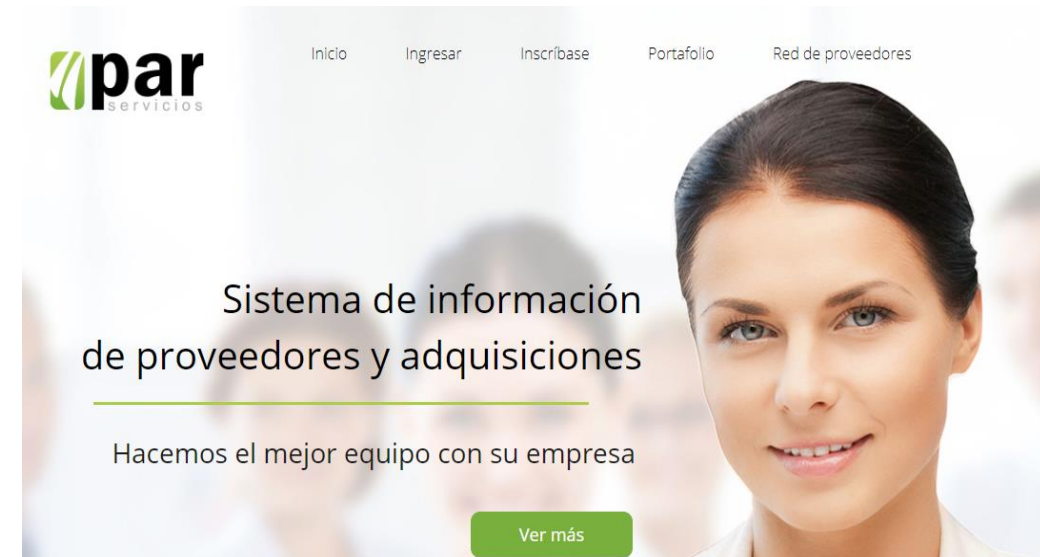 par
servicios
Inicio Ingresar Inscríbase Portafolio Red de proveedores
Sistema de información
de proveedores y adquisiciones
Hacemos el mejor equipo con su empresa
Ver más